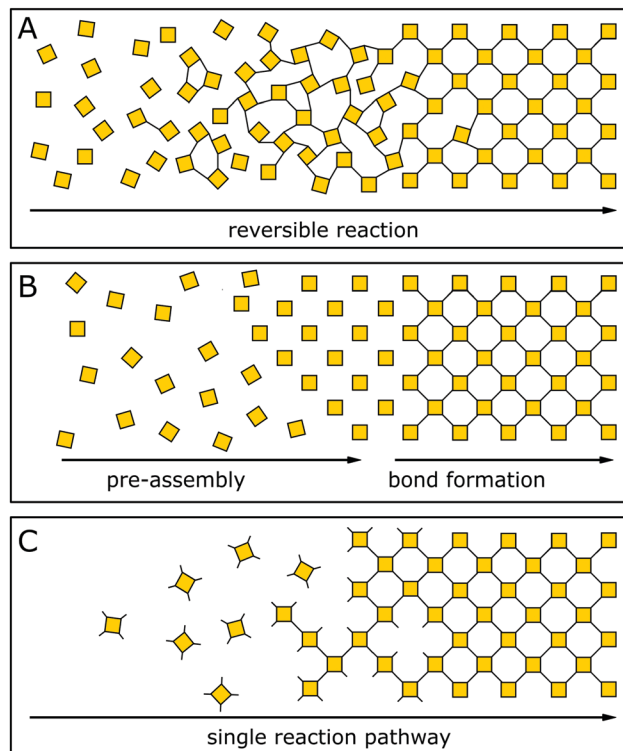 A
reversible reaction
B
pre-assembly bond formation
C
single reaction pathway